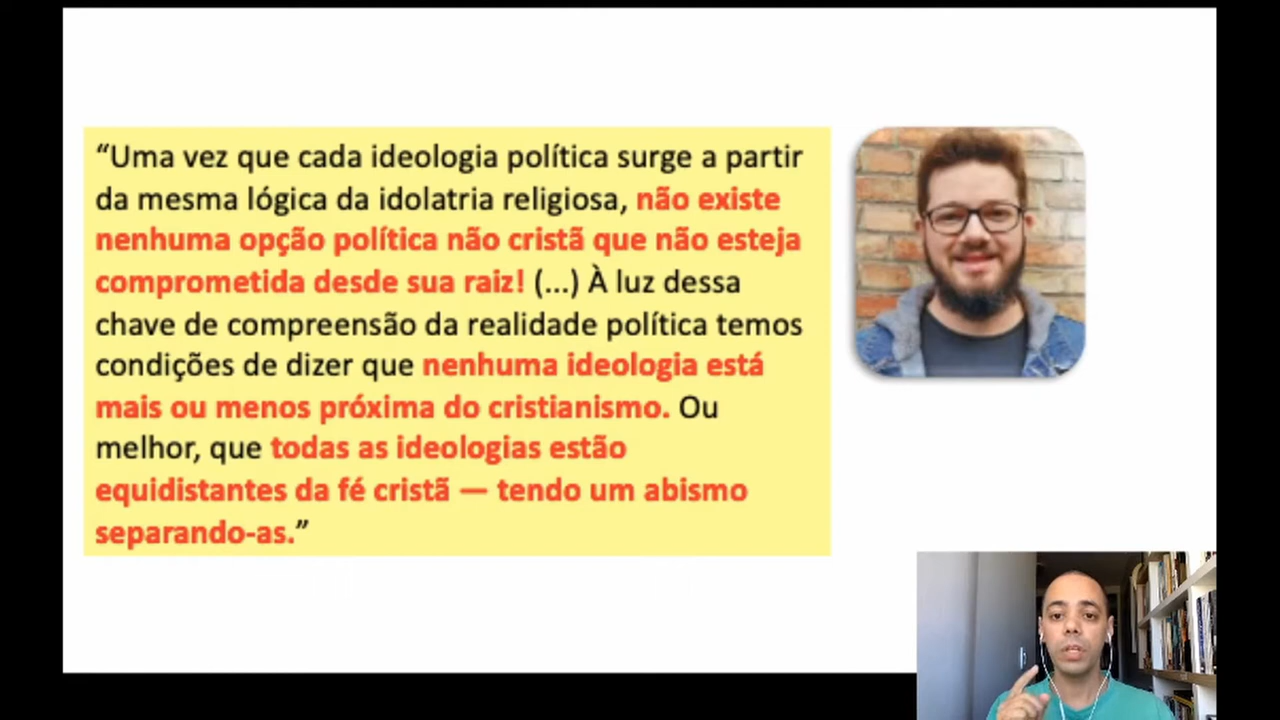 “Uma vez que cada ideologia política surge a partir
da mesma lógica da idolatria religiosa, não existe
nenhuma opção política não cristã que não esteja
comprometida desde sua raiz! (...) À luz dessa
chave de compreensão da realidade política temos
condições de dizer que nenhuma ideologia está
mais ou menos próxima do cristianismo. Ou
melhor, que todas as ideologias estão
equidistantes da fé cristã — tendo um abismo
separando-as.”